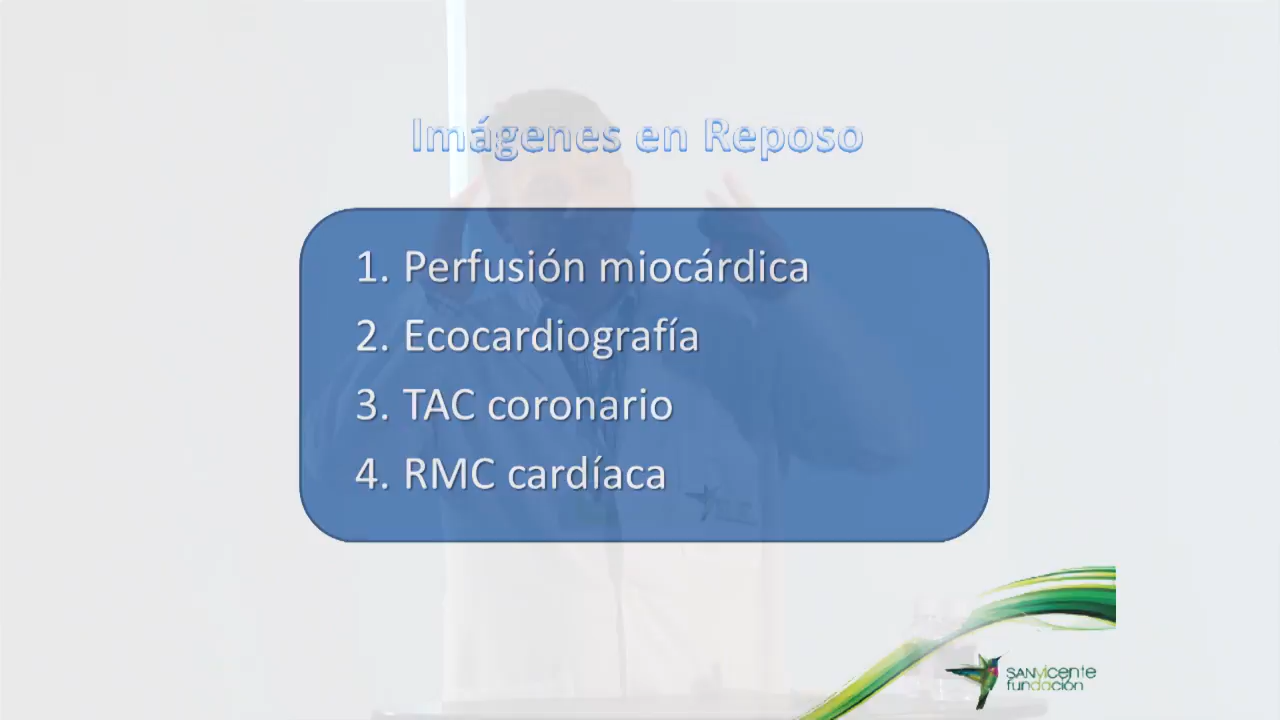 Imágenes en Reposo
1. Perfusión miocárdica
2. Ecocardiografía
3. TAC coronario
4. RMC cardíaca
SANVICENTE
fundación